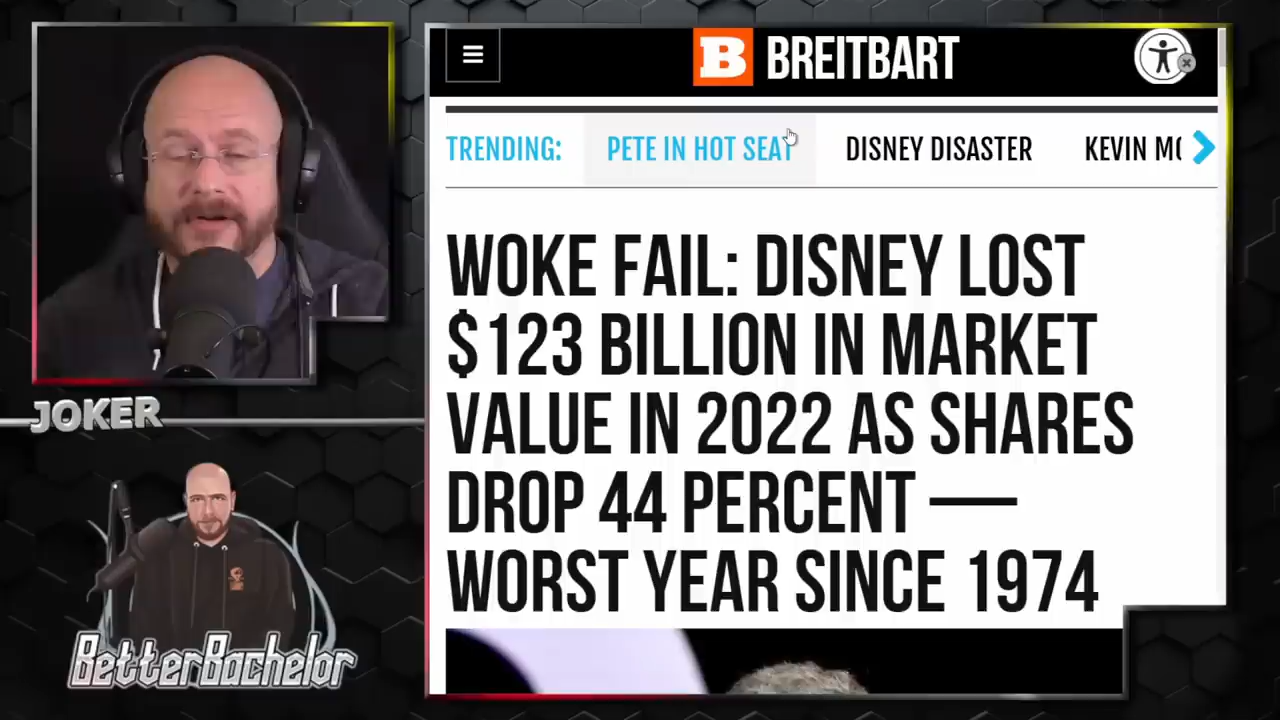 B BREITBART
TRENDING: PETE IN HOT SEAT DISNEY DISASTER KEVIN MC
WOKE FAIL: DISNEY LOST
$123 BILLION IN MARKET
VALUE IN 2022 AS SHARES
DROP 44 PERCENT —
WORST YEAR SINCE 1974
JOKER
BetterBachelor